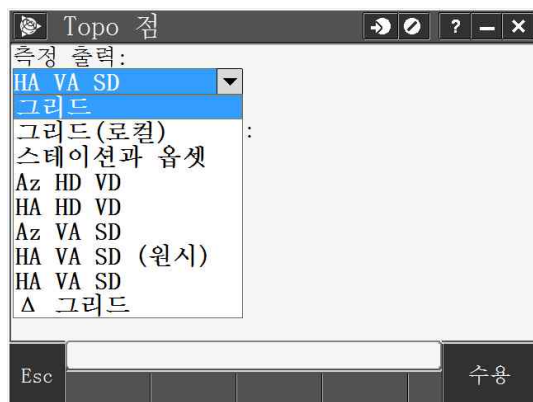 Topo 점
?
측정 출력:
HA VA SD
그리드
그리드(로컬)
:
스테이션과 옵셋
Az HD VD
HA HD VD
Az VA SD
HA VA SD (원시)
HA VA SD
Δ 그리드
Esc
수용